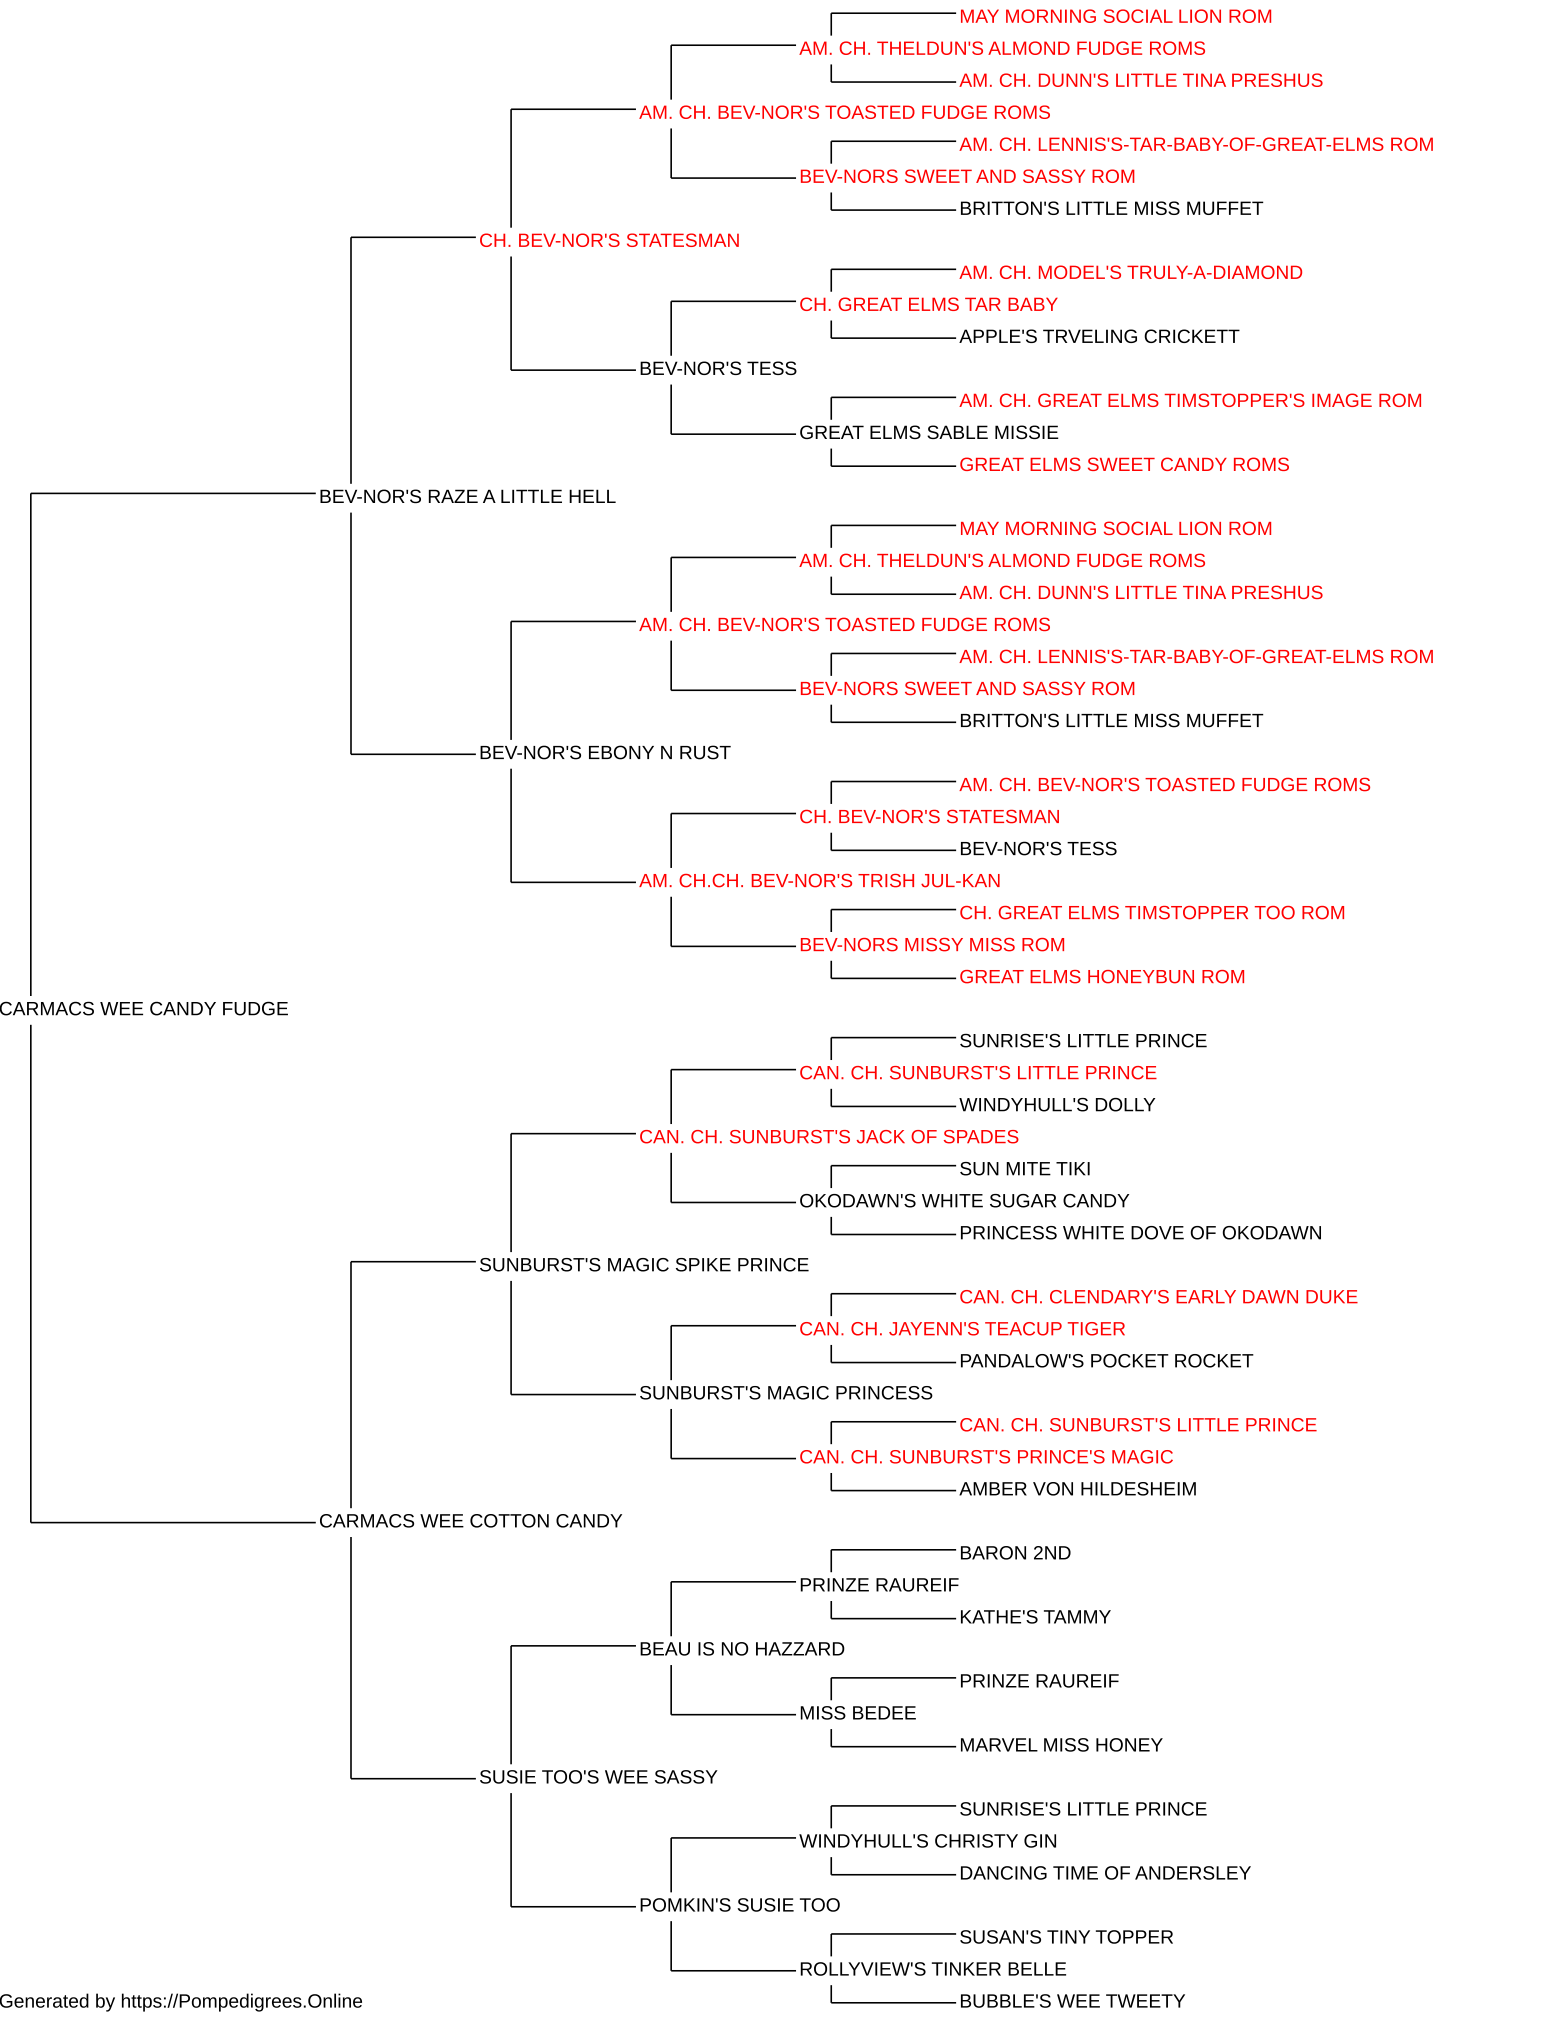 MAY MORNING SOCIAL LION ROM
AM. CH. THELDUN'S ALMOND FUDGE ROMS
AM. CH. DUNN'S LITTLE TINA PRESHUS
AM. CH. BEV-NOR'S TOASTED FUDGE ROMS
AM. CH. LENNIS'S-TAR-BABY-OF-GREAT-ELMS ROM
BEV-NORS SWEET AND SASSY ROM
BRITTON'S LITTLE MISS MUFFET
CH. BEV-NOR'S STATESMAN
AM. CH. MODEL'S TRULY-A-DIAMOND
CH. GREAT ELMS TAR BABY
APPLE'S TRVELING CRICKETT
BEV-NOR'S TESS
AM. CH. GREAT ELMS TIMSTOPPER'S IMAGE ROM
GREAT ELMS SABLE MISSIE
GREAT ELMS SWEET CANDY ROMS
BEV-NOR'S RAZE A LITTLE HELL
MAY MORNING SOCIAL LION ROM
AM. CH. THELDUN'S ALMOND FUDGE ROMS
AM. CH. DUNN'S LITTLE TINA PRESHUS
AM. CH. BEV-NOR'S TOASTED FUDGE ROMS
AM. CH. LENNIS'S-TAR-BABY-OF-GREAT-ELMS ROM
BEV-NORS SWEET AND SASSY ROM
BRITTON'S LITTLE MISS MUFFET
BEV-NOR'S EBONY N RUST
AM. CH. BEV-NOR'S TOASTED FUDGE ROMS
CH. BEV-NOR'S STATESMAN
BEV-NOR'S TESS
AM. CH.CH. BEV-NOR'S TRISH JUL-KAN
CH. GREAT ELMS TIMSTOPPER TOO ROM
BEV-NORS MISSY MISS ROM
GREAT ELMS HONEYBUN ROM
CARMACS WEE CANDY FUDGE
SUNRISE'S LITTLE PRINCE
CAN. CH. SUNBURST'S LITTLE PRINCE
WINDYHULL'S DOLLY
CAN. CH. SUNBURST'S JACK OF SPADES
SUN MITE TIKI
OKODAWN'S WHITE SUGAR CANDY
PRINCESS WHITE DOVE OF OKODAWN
SUNBURST'S MAGIC SPIKE PRINCE
CAN. CH. CLENDARY'S EARLY DAWN DUKE
CAN. CH. JAYENN'S TEACUP TIGER
PANDALOW'S POCKET ROCKET
SUNBURST'S MAGIC PRINCESS
CAN. CH. SUNBURST'S LITTLE PRINCE
CAN. CH. SUNBURST'S PRINCE'S MAGIC
AMBER VON HILDESHEIM
CARMACS WEE COTTON CANDY
BARON 2ND
PRINZE RAUREIF
KATHE'S TAMMY
BEAU IS NO HAZZARD
PRINZE RAUREIF
MISS BEDEE
MARVEL MISS HONEY
SUSIE TOO'S WEE SASSY
SUNRISE'S LITTLE PRINCE
WINDYHULL'S CHRISTY GIN
DANCING TIME OF ANDERSLEY
POMKIN'S SUSIE TOO
SUSAN'S TINY TOPPER
ROLLYVIEW'S TINKER BELLE
BUBBLE'S WEE TWEETY
Generated by https://Pompedigrees.Online